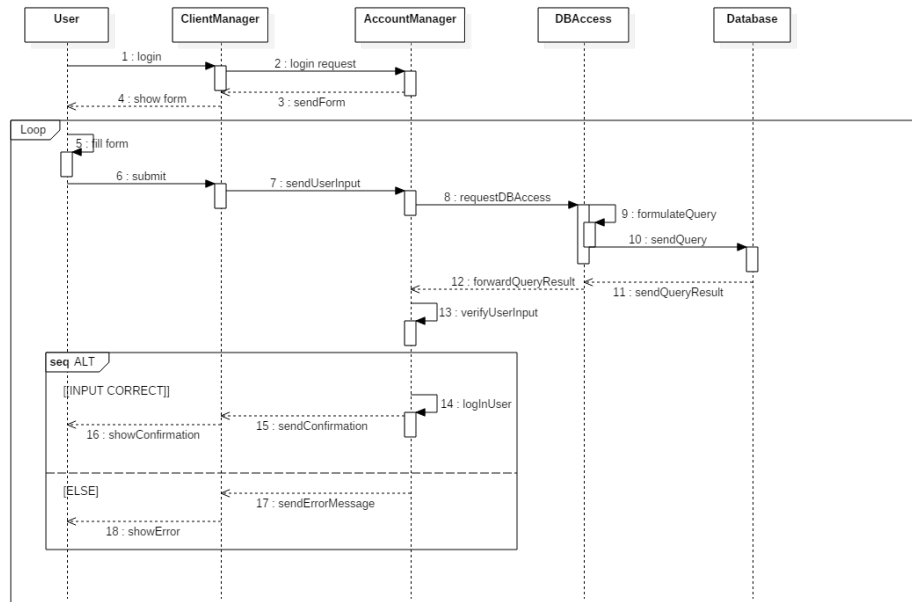 User
ClientManager
AccountManager
DBAccess
Database
1 : login
2 : login request
3 : sendForm
4 : show form
Loop
5 : fill form
6 : submit
7 : sendUserInput
8 : requestDBAccess
9 : formulateQuery
10 : sendQuery
11 : sendQueryResult
12 : forwardQueryResult
13 : verifyUserInput
seq ALT
[[INPUT CORRECT]]
14 : logInUser
15 : sendConfirmation
16 : showConfirmation
[ELSE]
17 : sendErrorMessage
18 : showError